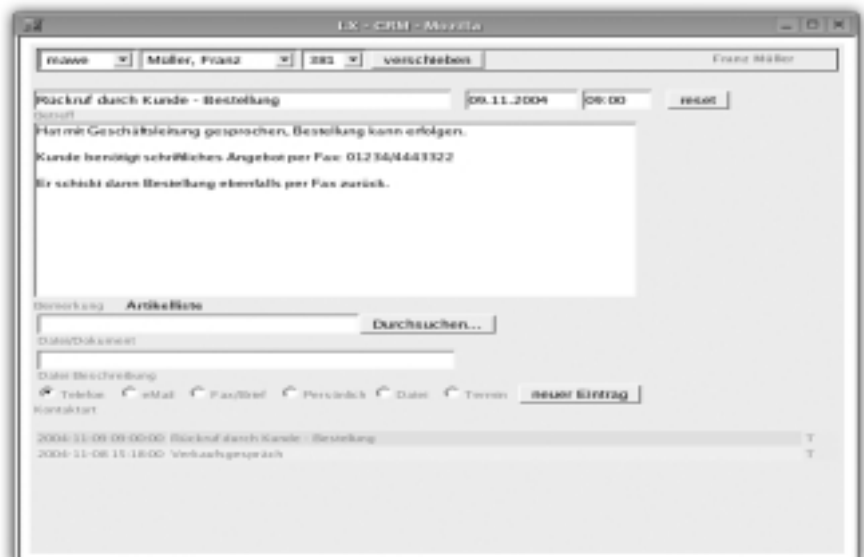 LX - CRM - Mozilla
mawe Müller, Franz 381 verschieben Franz Müller
Rückruf durch Kunde - Bestellung 09.11.2004 09:00 reset
Betreff
Hat mit Geschäftsleitung gesprochen, Bestellung kann erfolgen.
Kunde benötigt schriftliches Angebot per Fax: 01234/4443322
Er schickt dann Bestellung ebenfalls per Fax zurück.
Bemerkung Artikelliste
Durchsuchen...
Datei/Dokument
Datei Beschreibung
Telefon eMail Fax/Brief Persönlich Datei Termin neuer Eintrag
Kontaktart
2004-11-09 09:00:00 Rückruf durch Kunde - Bestellung T
2004-11-08 15:18:00 Verkaufsgespräch T